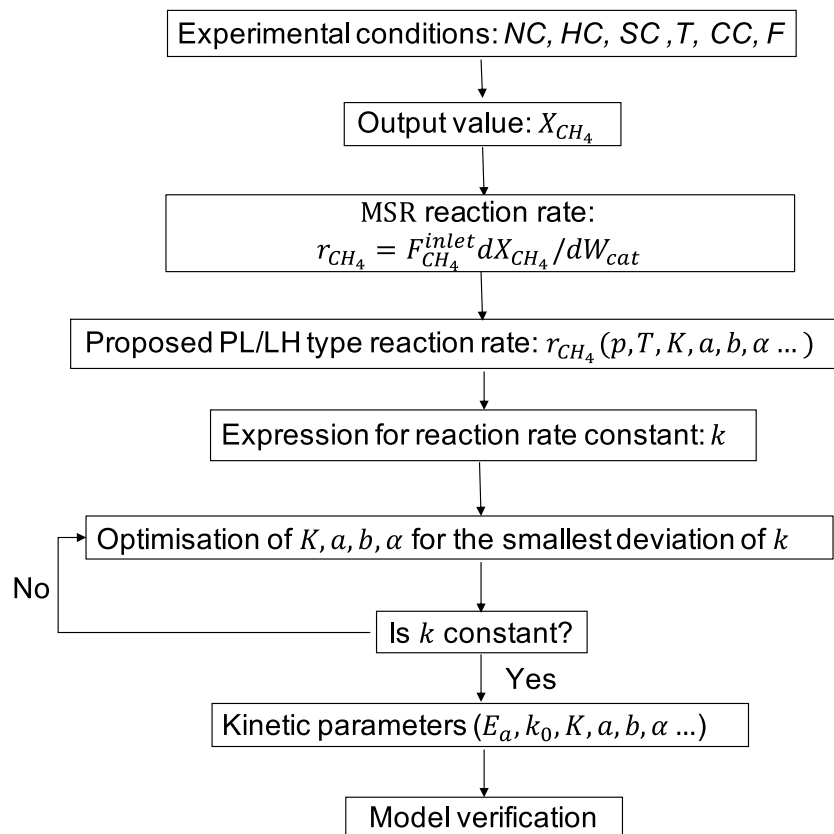 Experimental conditions: NC, HC, SC ,T, CC, F
Output value: X_{CH_4}
MSR reaction rate:
r_{CH_4} = F_{CH_4}^{inlet} dX_{CH_4}/dW_{cat}
Proposed PL/LH type reaction rate: r_{CH_4}(p, T, K, a, b, α ...)
Expression for reaction rate constant: k
Optimisation of K, a, b, α for the smallest deviation of k
No
Is k constant?
Yes
Kinetic parameters (E_a, k_0, K, a, b, α ...)
Model verification